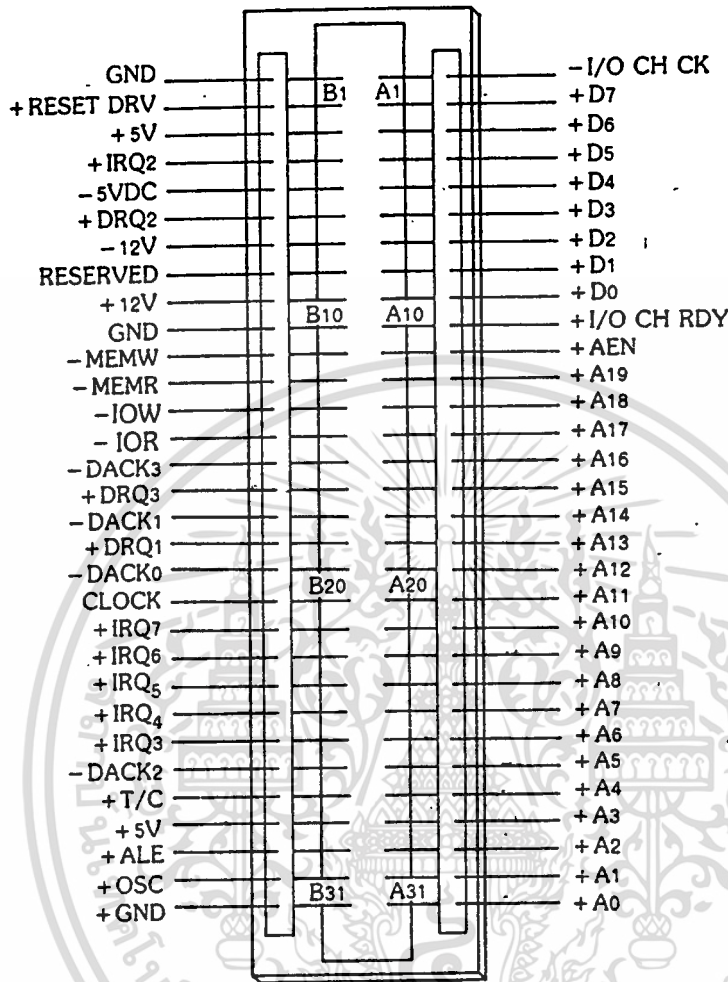 GND -I/O CH CK
+RESET DRV B1 A1 +D7
+5V +D6
+IRQ2 +D5
-5VDC +D4
+DRQ2 +D3
-12V +D2
RESERVED +D1
+12V +D0
GND B10 A10 +I/O CH RDY
-MEMW +AEN
-MEMR +A19
-IOW +A18
-IOR +A17
-DACK3 +A16
+DRQ3 +A15
-DACK1 +A14
+DRQ1 +A13
-DACK0 B20 A20 +A12
CLOCK +A11
+IRQ7 +A10
+IRQ6 +A9
+IRQ5 +A8
+IRQ4 +A7
+IRQ3 +A6
-DACK2 +A5
+T/C +A4
+5V +A3
+ALE +A2
+OSC B31 A31 +A1
+GND +A0